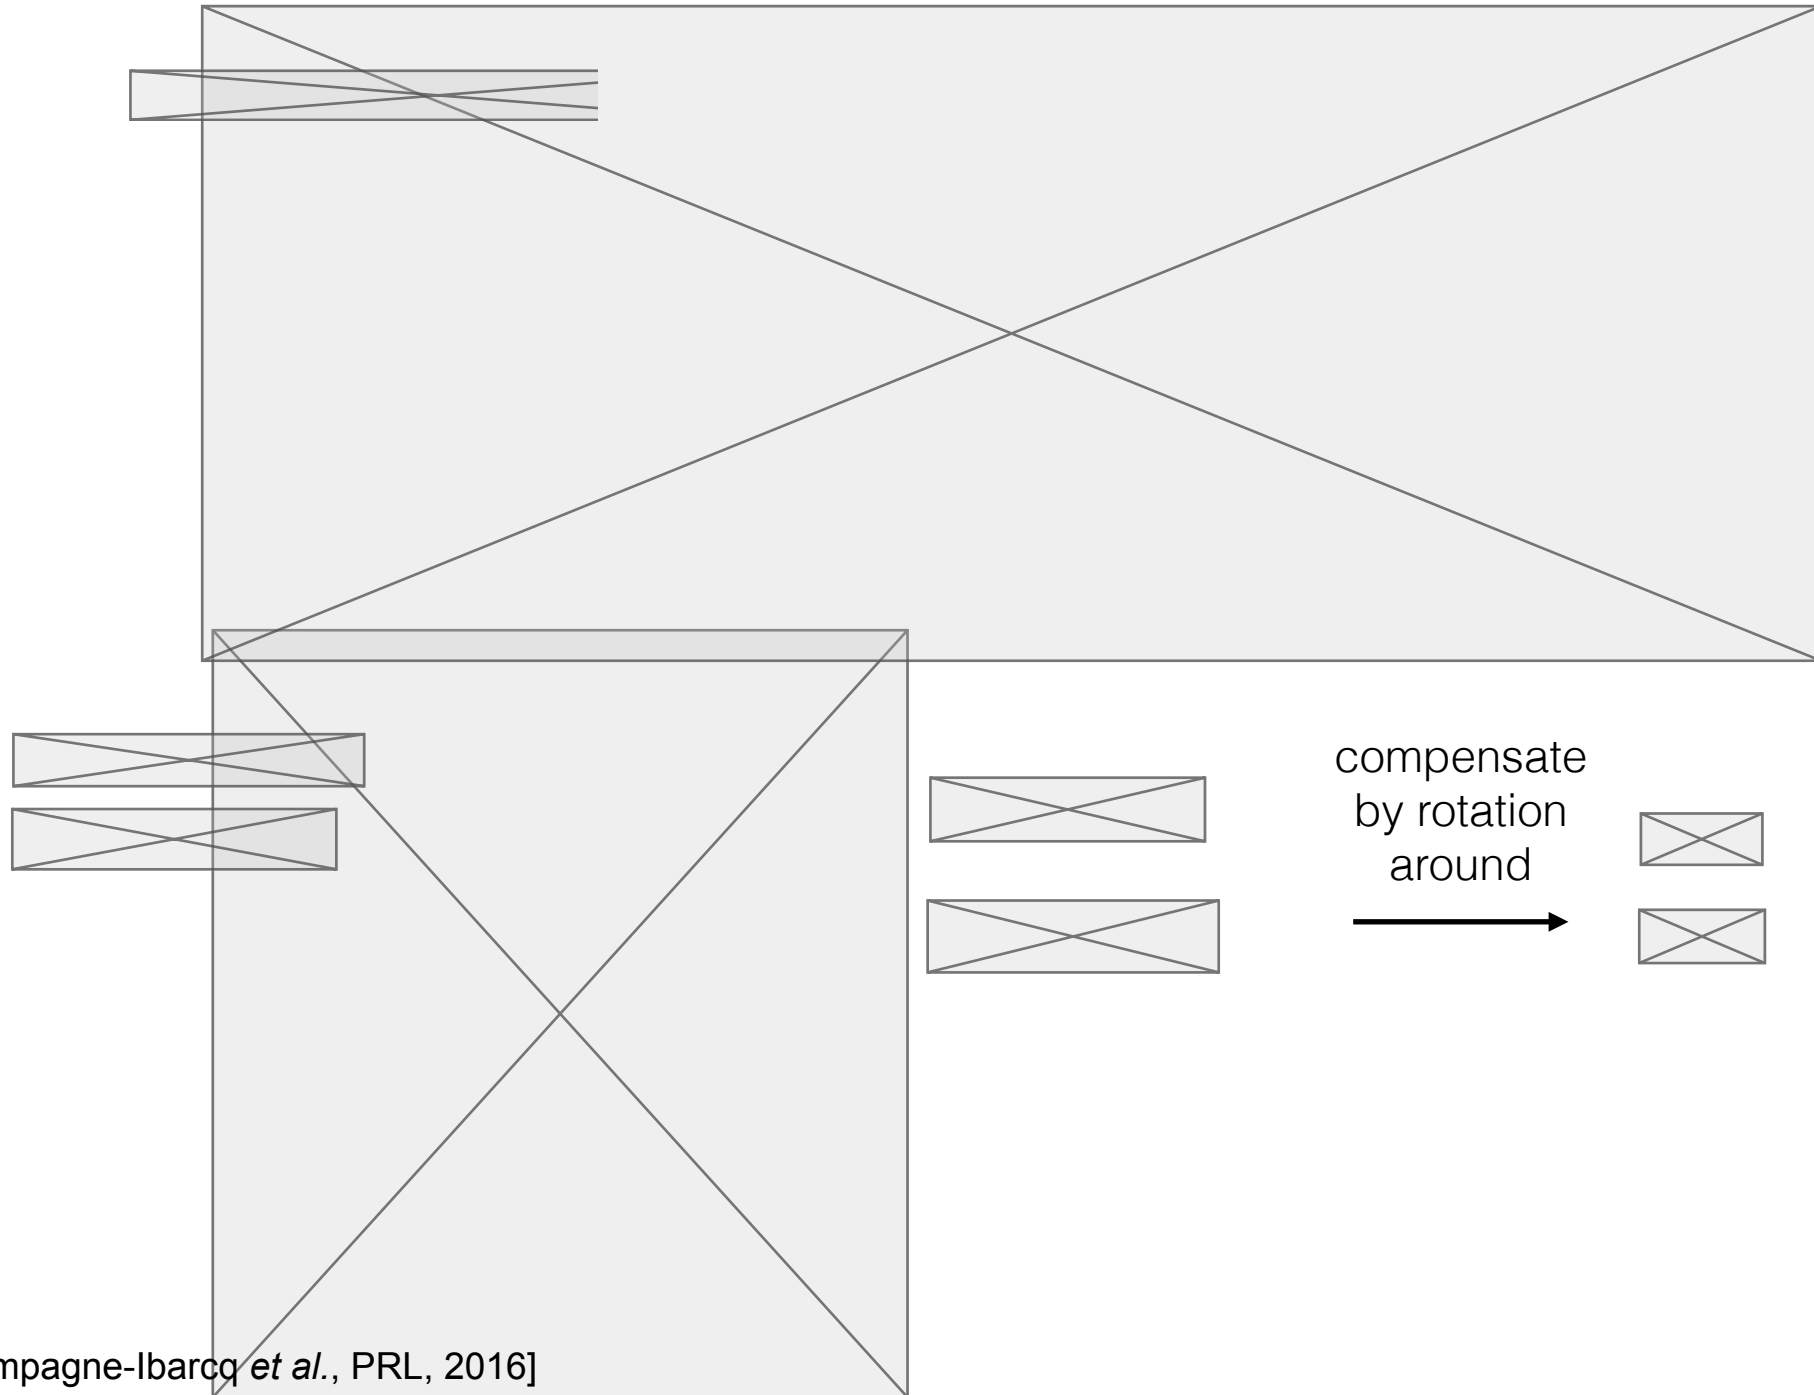 compensate
by rotation
around
mpagne-Ibarcq et al., PRL, 2016]